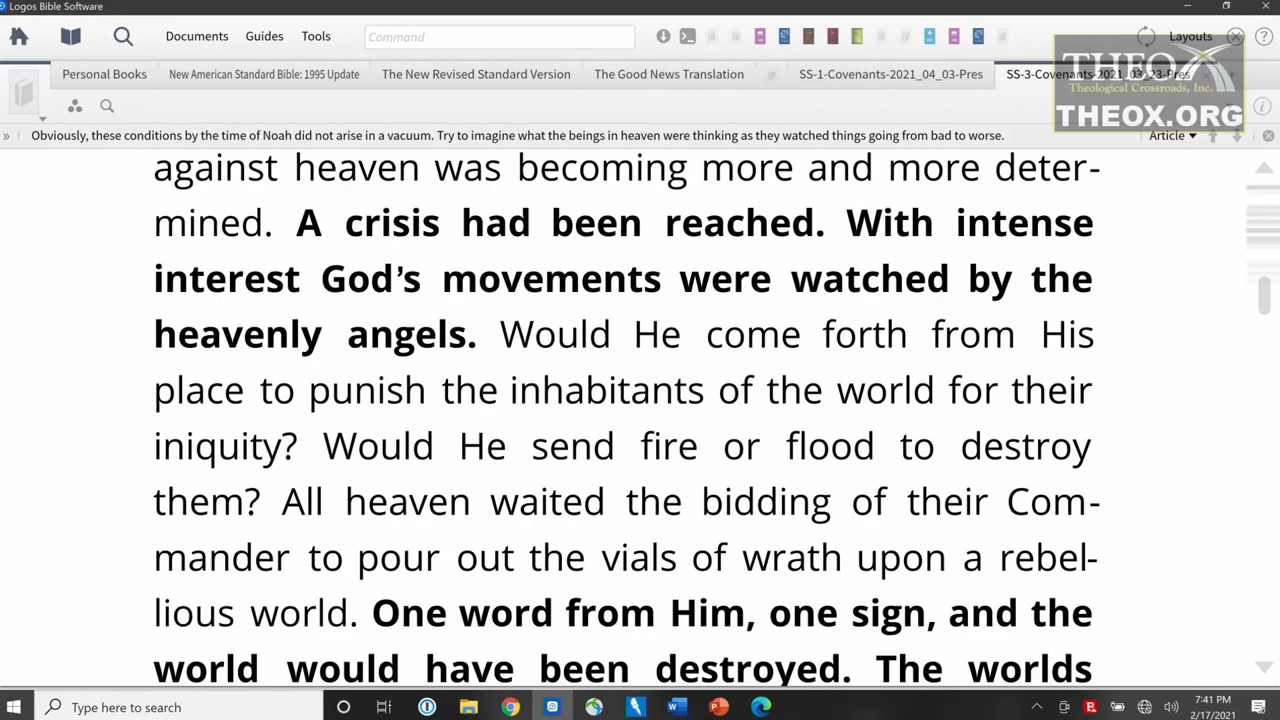 Logos Bible Software
Documents Guides Tools Command Layouts
Personal Books New American Standard Bible: 1995 Update The New Revised Standard Version The Good News Translation SS-1-Covenants-2021_04_03-Pres SS-3-Covenants-2021_03_23-Pres
THEOX
Theological Crossroads, Inc.
THEOX.ORG
» Obviously, these conditions by the time of Noah did not arise in a vacuum. Try to imagine what the beings in heaven were thinking as they watched things going from bad to worse. Article
against heaven was becoming more and more deter-
mined. A crisis had been reached. With intense
interest God's movements were watched by the
heavenly angels. Would He come forth from His
place to punish the inhabitants of the world for their
iniquity? Would He send fire or flood to destroy
them? All heaven waited the bidding of their Com-
mander to pour out the vials of wrath upon a rebel-
lious world. One word from Him, one sign, and the
world would have been destroyed. The worlds
Type here to search
7:41 PM
2/17/2021